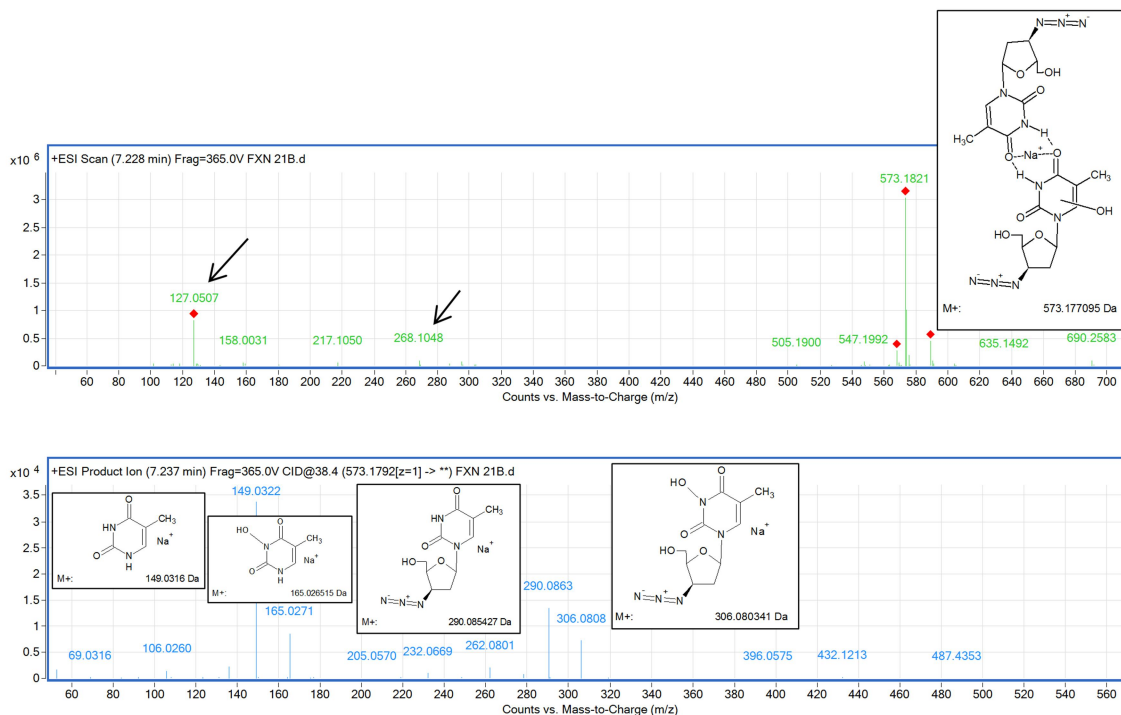 N=N=N
+
-
O
OH
N
O
N
H
H3C
O
Na+
O
CH3
H
N
O
N
OH
HO
O
N=N=N
-
+
M+:
573.177095 Da
x10 6
+ESI Scan (7.228 min) Frag=365.0V FXN 21B.d
3
2.5
2
1.5
1
0.5
0
573.1821
127.0507
158.0031
217.1050
268.1048
505.1900
547.1992
635.1492
690.2583
60 80 100 120 140 160 180 200 220 240 260 280 300 320 340 360 380 400 420 440 460 480 500 520 540 560 580 600 620 640 660 680 700
Counts vs. Mass-to-Charge (m/z)
x10 4
+ESI Product Ion (7.237 min) Frag=365.0V CID@38.4 (573.1792[z=1] -> **) FXN 21B.d
3.5
3
2.5
2
1.5
1
0.5
0
O
HN
CH3
Na+
O
N
H
M+:
149.0316 Da
149.0322
HO
O
N
CH3
Na+
O
N
H
M+:
165.026515 Da
O
HN
CH3
O
N
Na+
HO
O
N=N=N
-
+
M+:
290.085427 Da
HO
O
N
CH3
O
N
Na+
HO
O
N=N=N
-
+
M+:
306.080341 Da
290.0863
165.0271
306.0808
69.0316
106.0260
205.0570
232.0669
262.0801
396.0575
432.1213
487.4353
60 80 100 120 140 160 180 200 220 240 260 280 300 320 340 360 380 400 420 440 460 480 500 520 540 560
Counts vs. Mass-to-Charge (m/z)